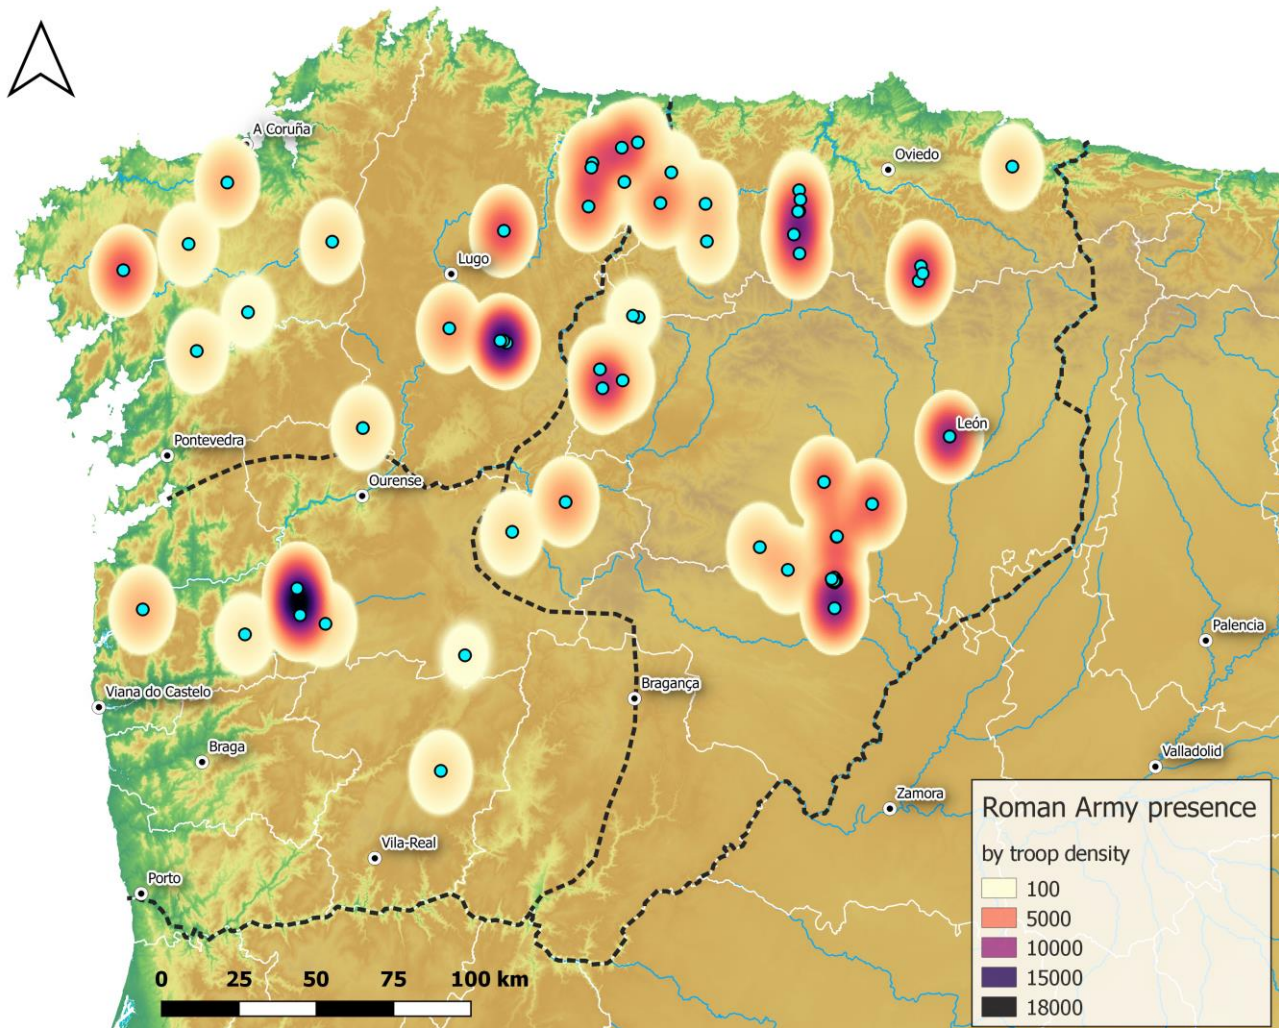 A Coruña
Oviedo
Lugo
León
Pontevedra
Ourense
Palencia
Bragança
Viana do Castelo
Braga
Valladolid
Zamora
Vila-Real
Porto
Roman Army presence
by troop density
100
5000
10000
15000
18000
0 25 50 75 100 km